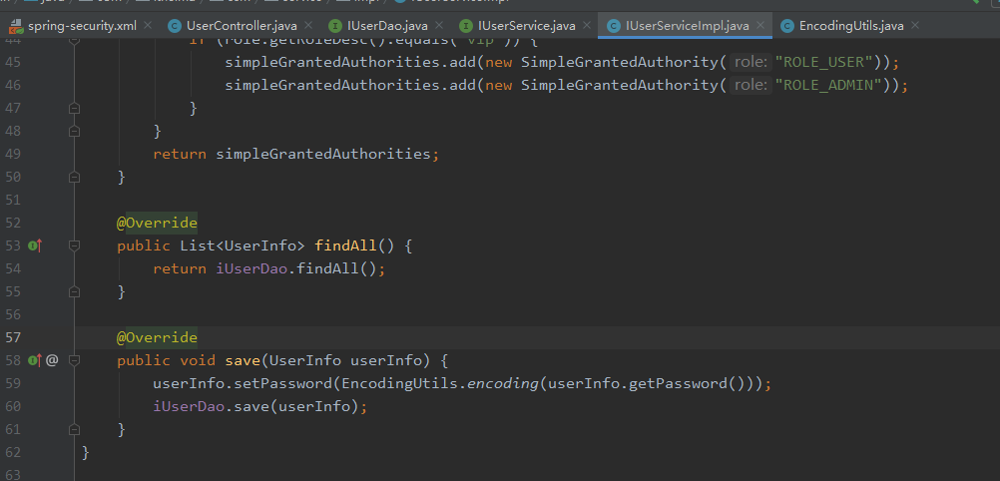 spring-security.xml UserController.java IUserDao.java IUserService.java IUserServiceImpl.java EncodingUtils.java
44 if (role.getRoleDesc().equals("vip")) {
45 simpleGrantedAuthorities.add(new SimpleGrantedAuthority( role: "ROLE_USER"));
46 simpleGrantedAuthorities.add(new SimpleGrantedAuthority( role: "ROLE_ADMIN"));
47 }
48 }
49 return simpleGrantedAuthorities;
50 }
51
52 @Override
53 public List<UserInfo> findAll() {
54 return iUserDao.findAll();
55 }
56
57 @Override
58 @ public void save(UserInfo userInfo) {
59 userInfo.setPassword(EncodingUtils.encoding(userInfo.getPassword()));
60 iUserDao.save(userInfo);
61 }
62 }
63